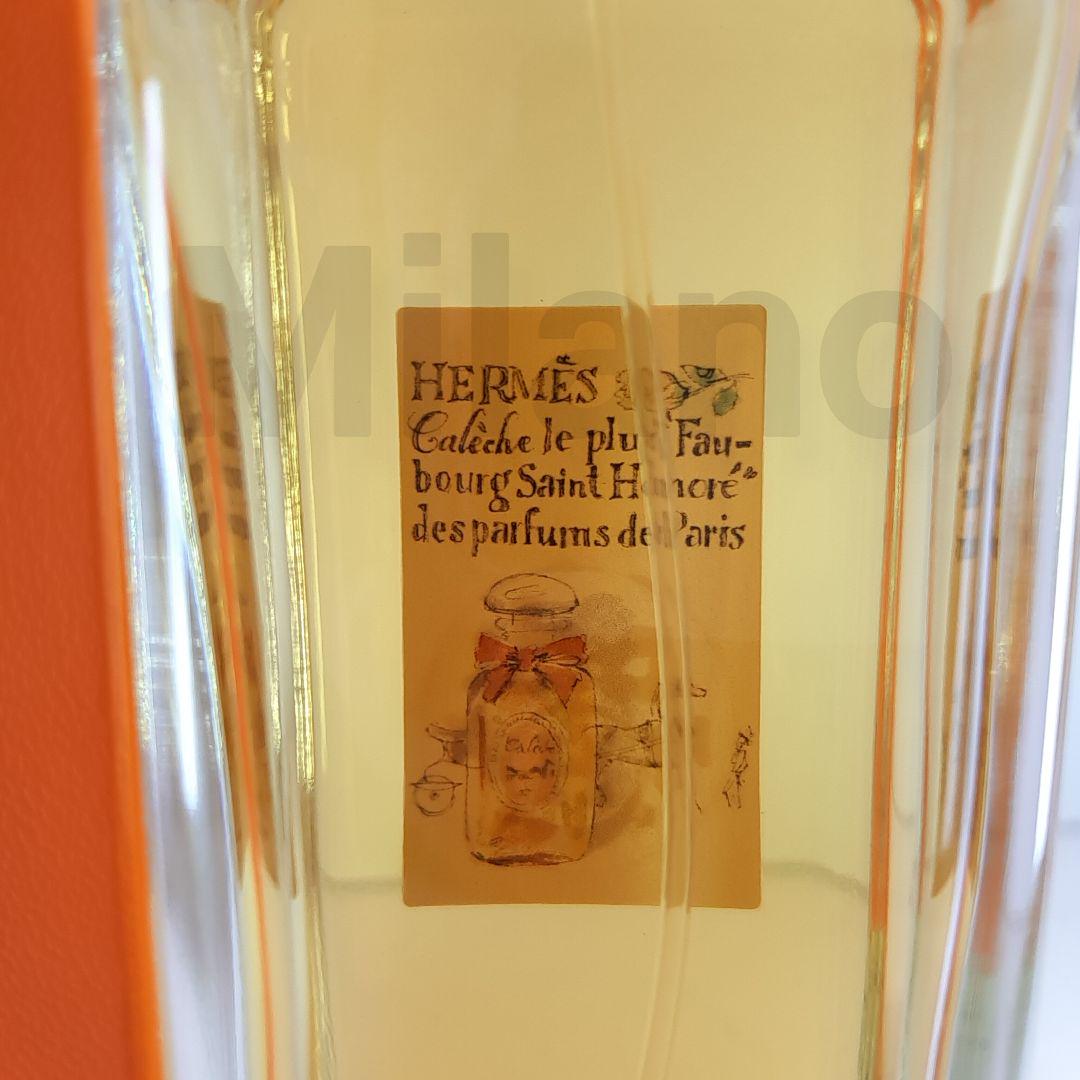 Milano
HERMÈS
Calèche le plus "Fau-
bourg Saint Honoré"
des parfums de Paris